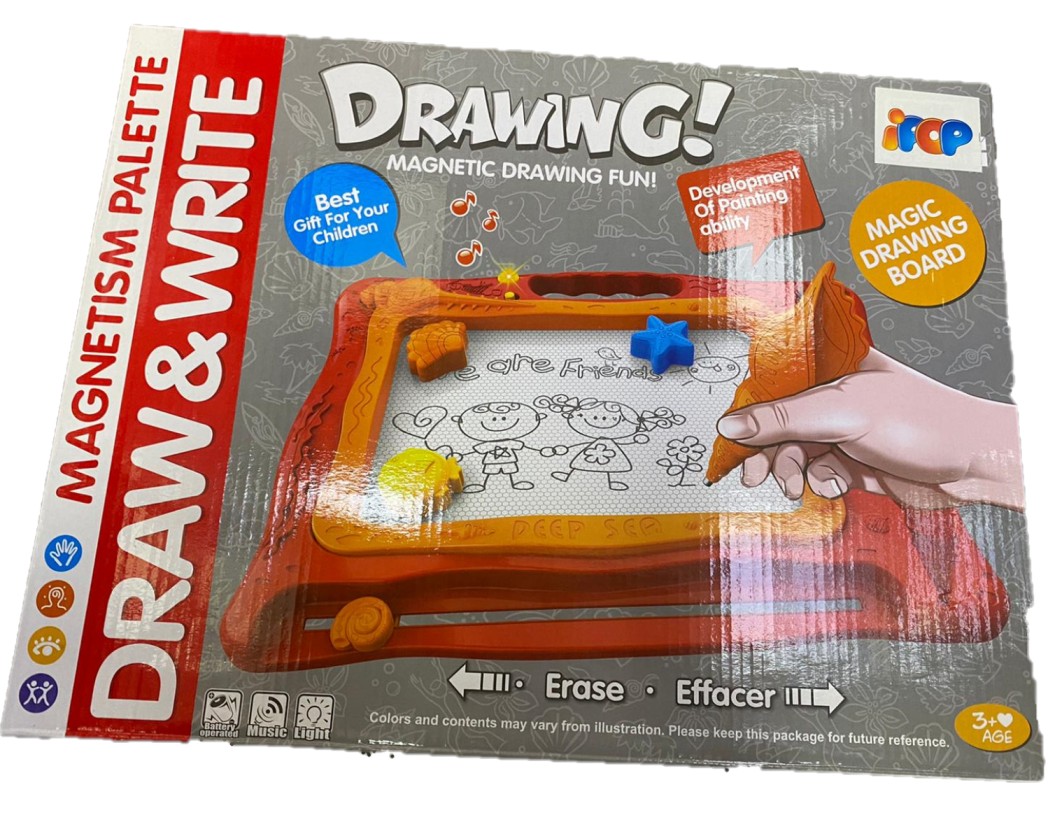 MAGNETISM PALETTE
DRAW & WRITE
DRAWING!
MAGNETIC DRAWING FUN!
Best
Gift For Your
Children
Development
Of Painting
ability
MAGIC
DRAWING
BOARD
e are Friends
DEEP SEA
Erase · Effacer
Battery
operated
Music
Light
Colors and contents may vary from illustration. Please keep this package for future reference.
3+
AGE